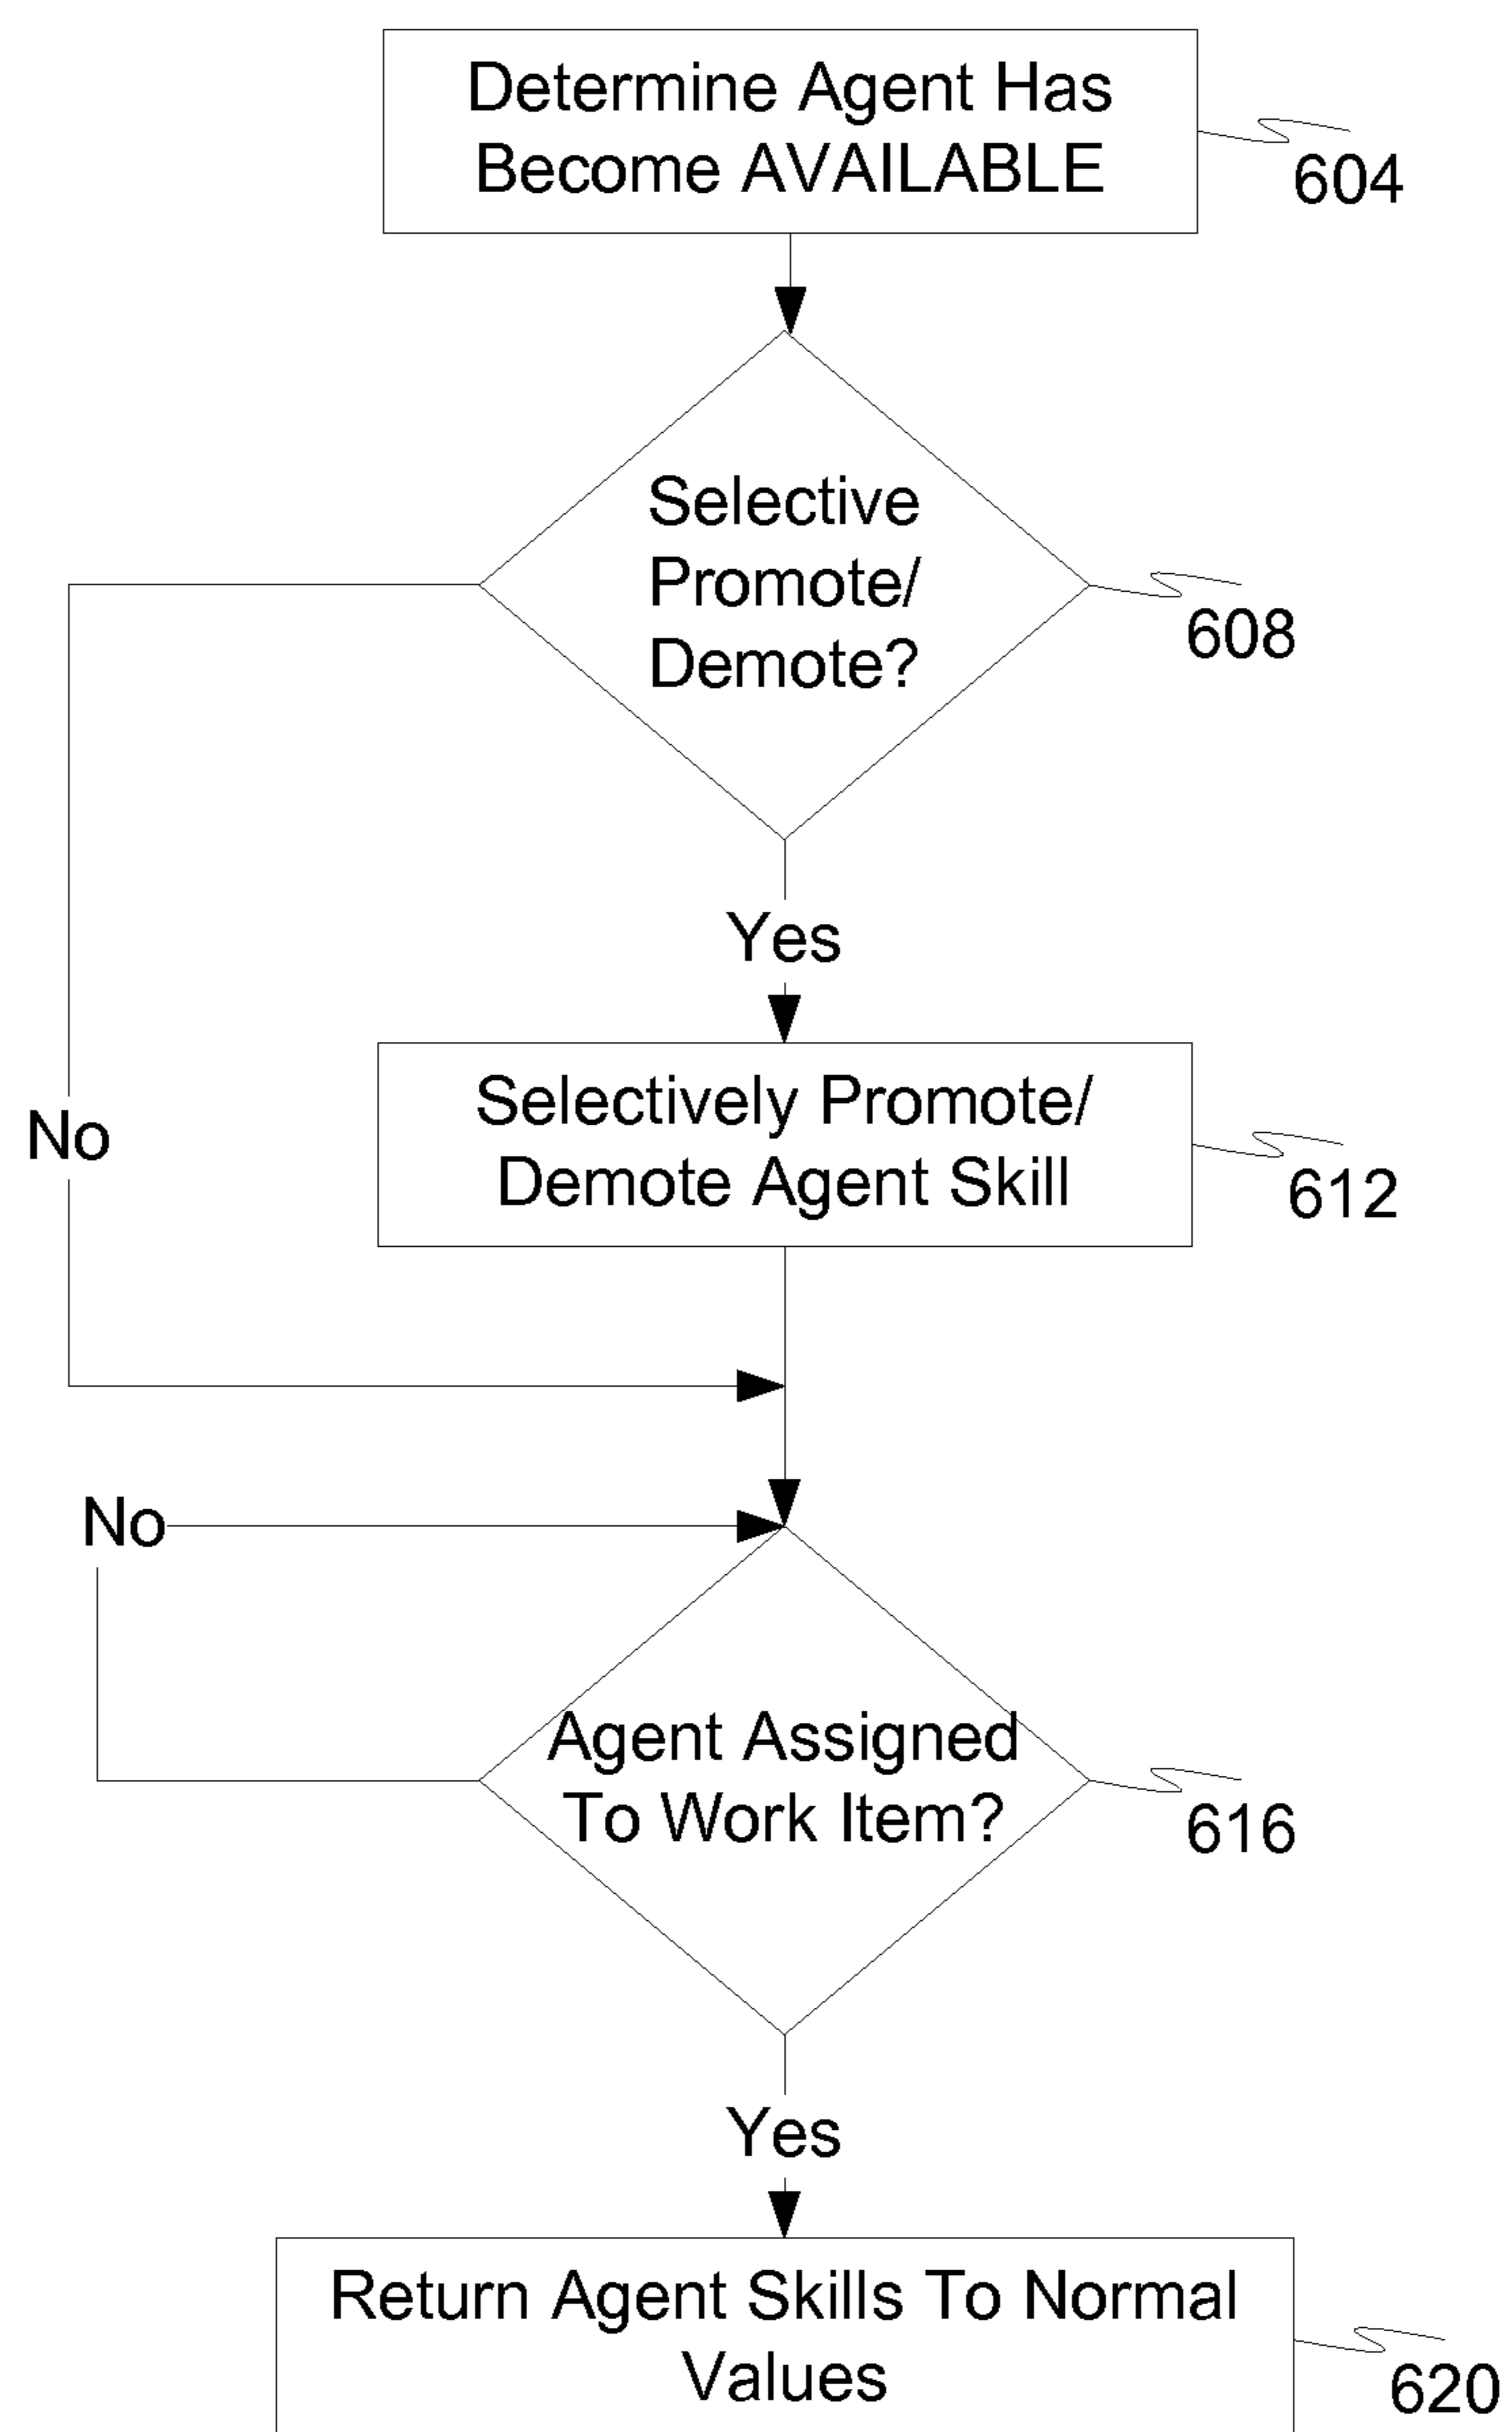 Determine Agent Has
Become AVAILABLE
604
Selective
Promote/
Demote?
608
Yes
Selectively Promote/
Demote Agent Skill
612
No
No
Agent Assigned
To Work Item?
616
Yes
Return Agent Skills To Normal
Values
620